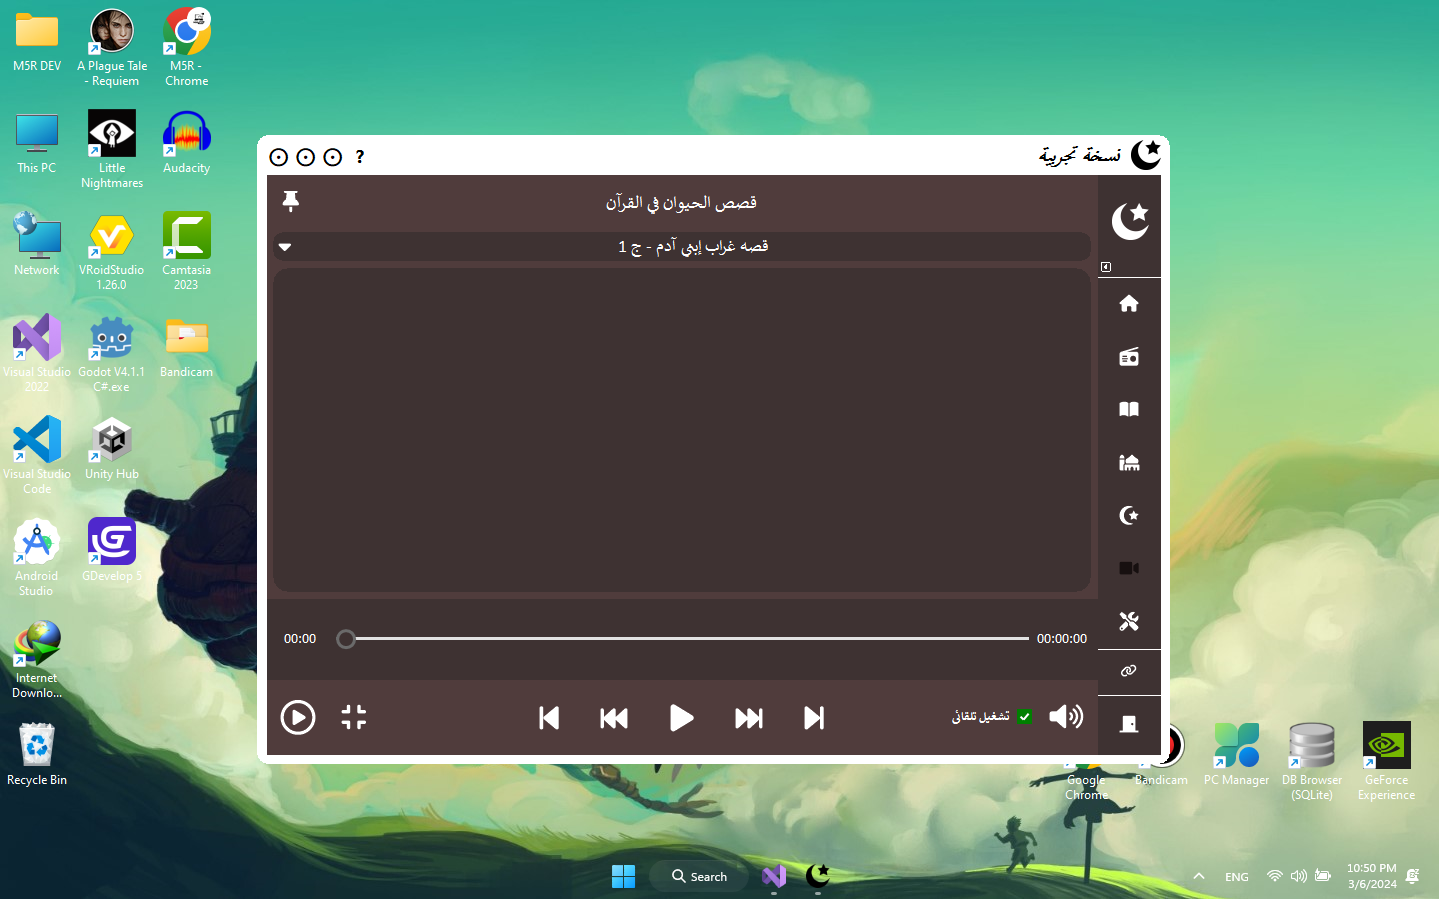 M5R DEV
A Plague Tale
- Requiem
M5R -
Chrome
This PC
Little
Nightmares
Audacity
Network
VRoidStudio
1.26.0
Camtasia
2023
Visual Studio
2022
Godot V4.1.1
C#.exe
Bandicam
Visual Studio
Code
Unity Hub
Android
Studio
GDevelop 5
Internet
Downlo...
Recycle Bin
?
نسخة تجريبية
قصص الحيوان في القرآن
قصه غراب إبني آدم - ج 1
00:00
00:00:00
تشغيل تلقائى
Google
Chrome
Bandicam
PC Manager
DB Browser
(SQLite)
GeForce
Experience
Search
ENG
10:50 PM
3/6/2024